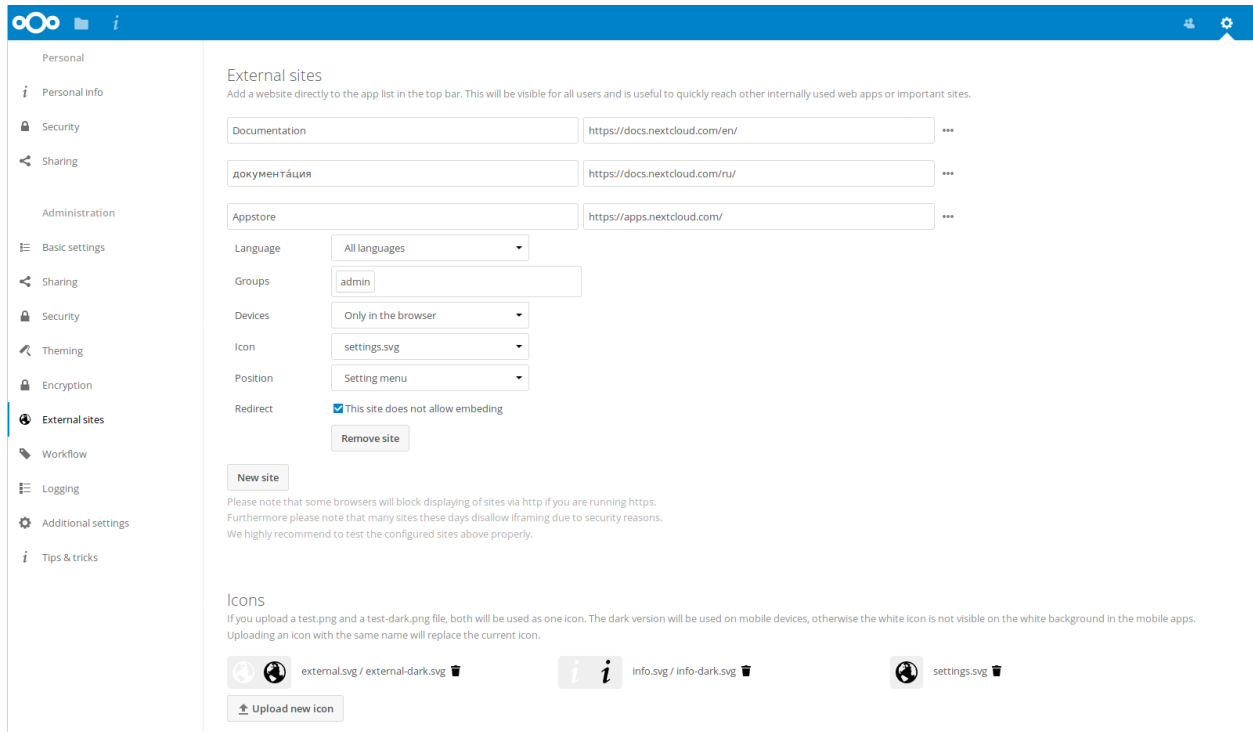 Personal
Personal info
Security
Sharing
Administration
Basic settings
Sharing
Security
Theming
Encryption
External sites
Workflow
Logging
Additional settings
Tips & tricks
External sites
Add a website directly to the app list in the top bar. This will be visible for all users and is useful to quickly reach other internally used web apps or important sites.
Documentation https://docs.nextcloud.com/en/
документа́ция https://docs.nextcloud.com/ru/
Appstore https://apps.nextcloud.com/
Language All languages
Groups admin
Devices Only in the browser
Icon settings.svg
Position Setting menu
Redirect This site does not allow embeding
Remove site
New site
Please note that some browsers will block displaying of sites via http if you are running https.
Furthermore please note that many sites these days disallow iframing due to security reasons.
We highly recommend to test the configured sites above properly.
Icons
If you upload a test.png and a test-dark.png file, both will be used as one icon. The dark version will be used on mobile devices, otherwise the white icon is not visible on the white background in the mobile apps.
Uploading an icon with the same name will replace the current icon.
external.svg / external-dark.svg info.svg / info-dark.svg settings.svg
Upload new icon